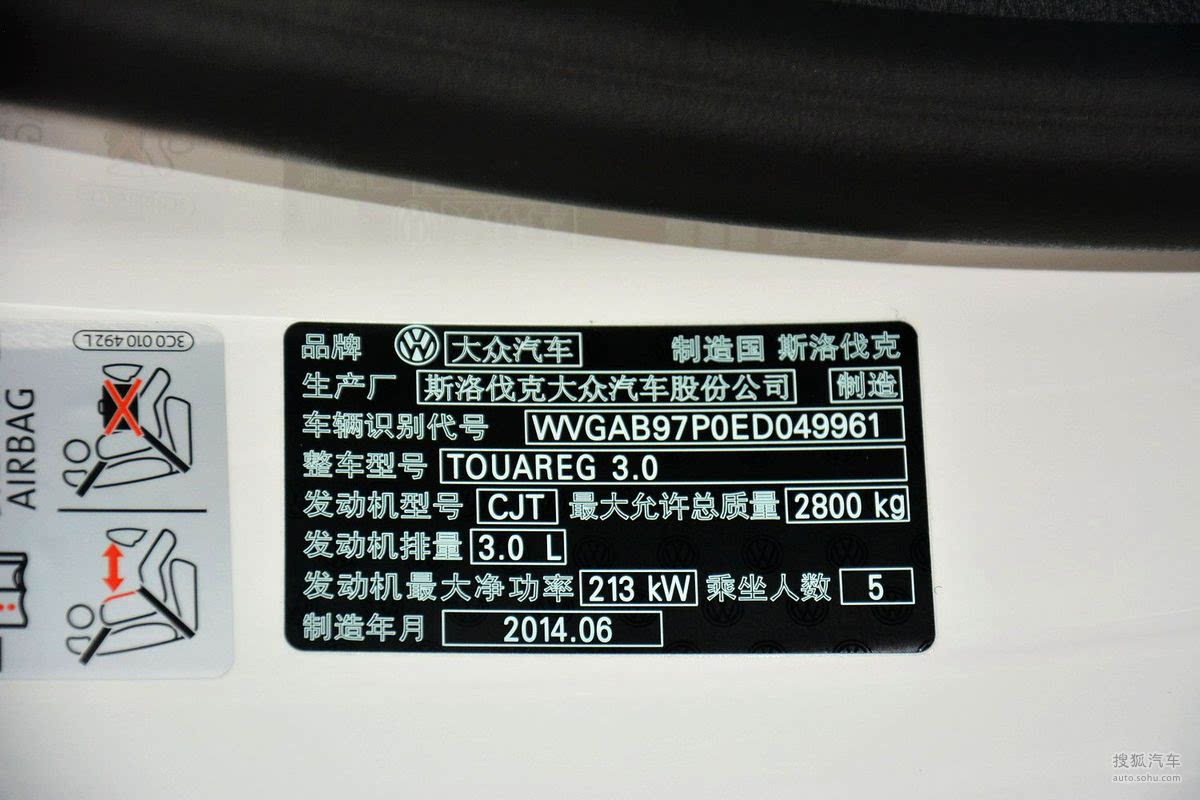 3C0 010 492 L
AIRBAG
品牌 大众汽车 制造国 斯洛伐克
生产厂 斯洛伐克大众汽车股份公司 制造
车辆识别代号 WVGAB97P0ED049961
整车型号 TOUAREG 3.0
发动机型号 CJT 最大允许总质量 2800 kg
发动机排量 3.0 L
发动机最大净功率 213 kW 乘坐人数 5
制造年月 2014.06
搜狐汽车
auto.sohu.com